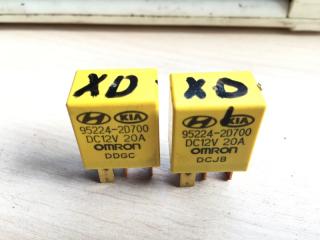 XD
KIA
95224-2D700
DC12V 20A
OMRON
DDGC
XD
L
KIA
95224-2D700
DC12V 20A
OMRON
DCJB